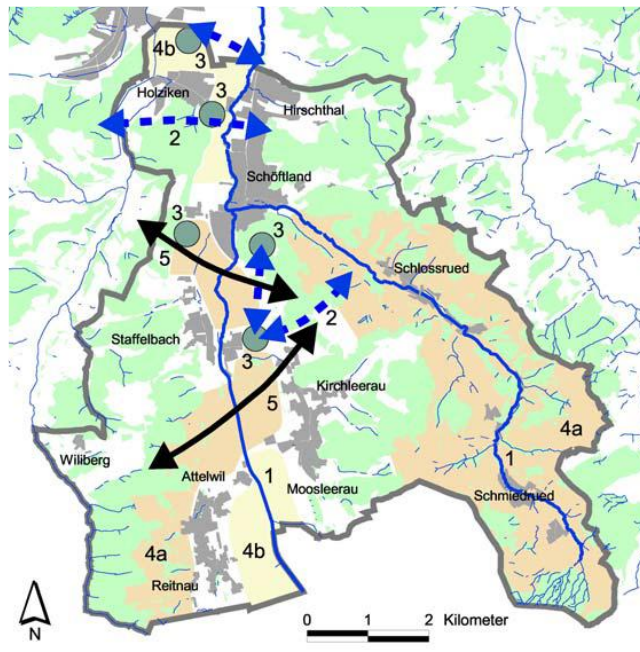 4b
3
3
Holziken
Hirschthal
2
Schöftland
3
3
5
Schlossrued
2
Staffelbach
3
Kirchleerau
5
4a
Wiliberg
Attelwil
1
1
Moosleerau
Schmiedrued
4a
4b
Reitnau
N
0 1 2 Kilometer